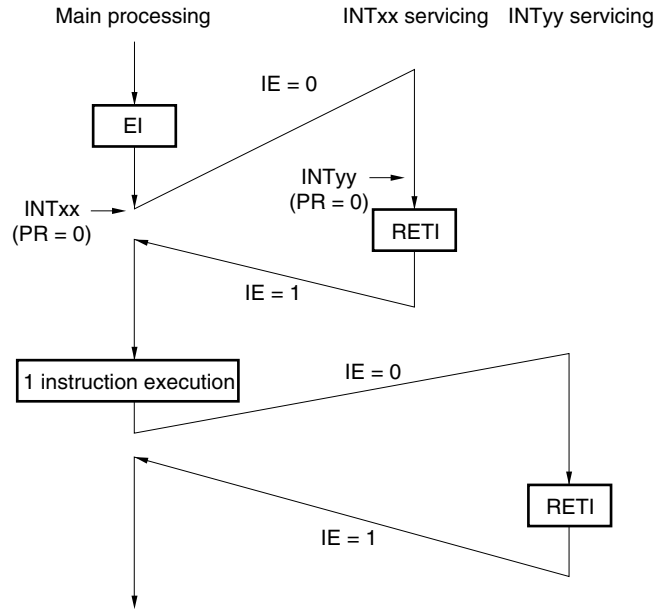 Main processing
INTxx servicing
INTyy servicing
IE = 0
EI
INTyy
(PR = 0)
INTxx
(PR = 0)
RETI
IE = 1
1 instruction execution
IE = 0
RETI
IE = 1